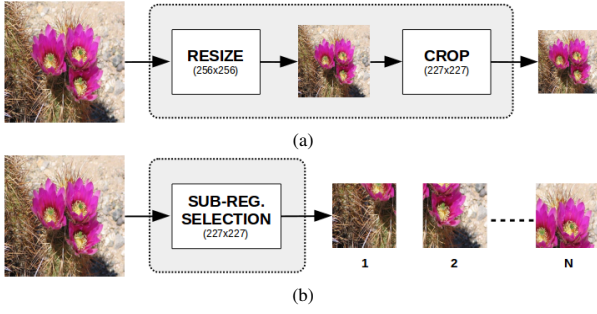 RESIZE
(256x256)
CROP
(227x227)
(a)
SUB-REG.
SELECTION
(227x227)
1
2
N
(b)